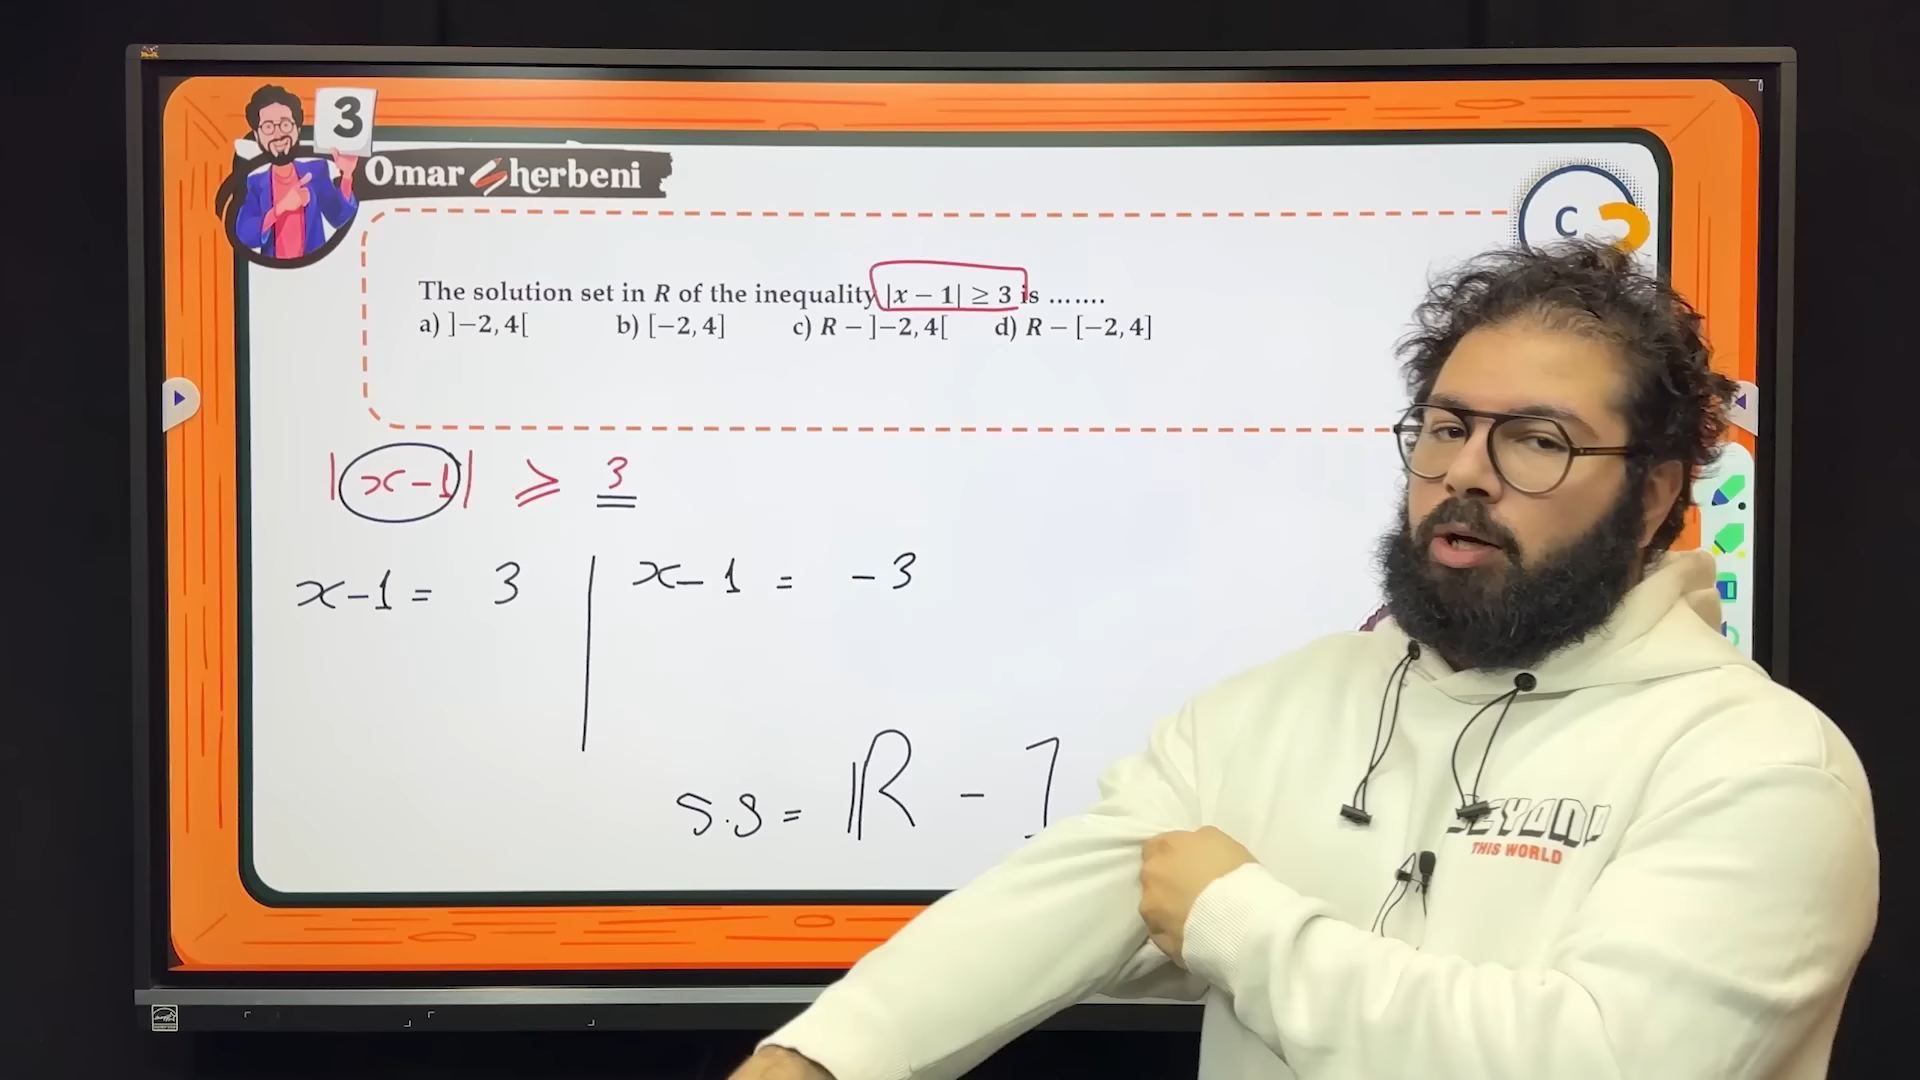 3
Omar Sherbeni
C
The solution set in R of the inequality |x − 1| ≥ 3 is .......
a) ]−2, 4[ b) [−2, 4] c) R − ]−2, 4[ d) R − [−2, 4]
|x-1| ≥ 3
x-1 = 3 | x-1 = -3
S.S = ℝ - ]
BEYOND
THIS WORLD